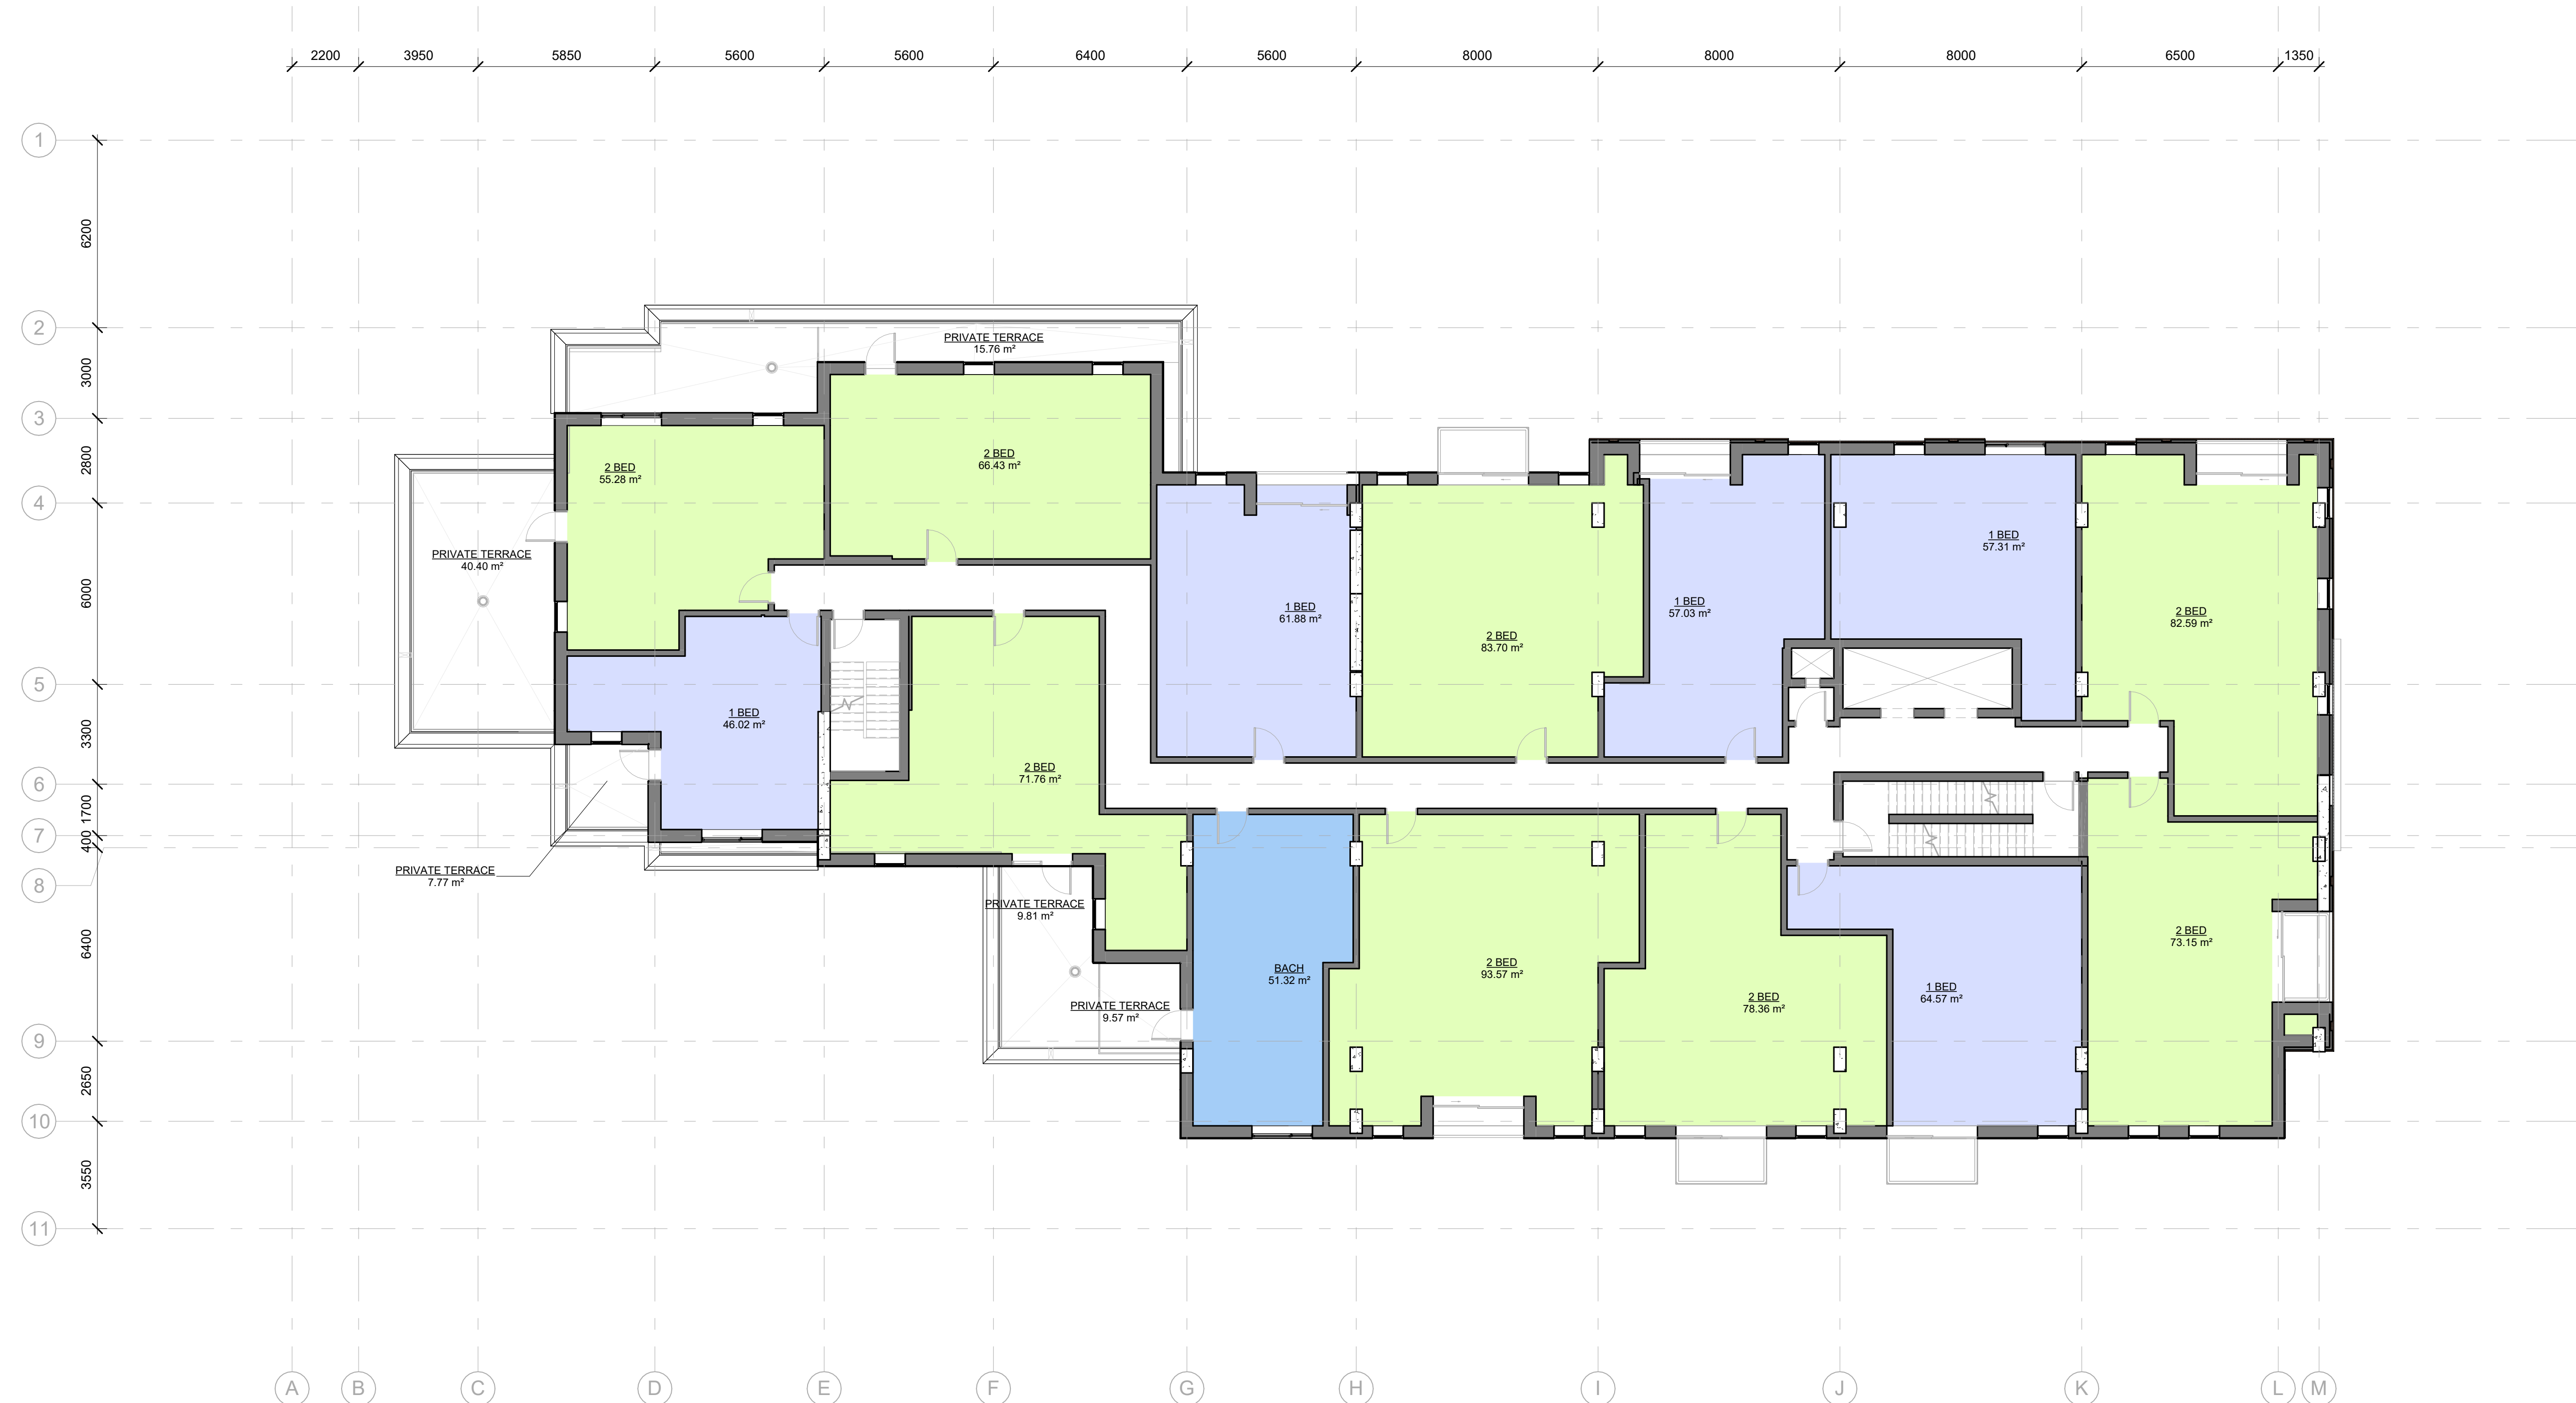 2200 3950 5850 5600 5600 6400 5600 8000 8000 8000 6500 1350
1
6200
2
3000
PRIVATE TERRACE
15.76 m²
3
2800
2 BED
66.43 m²
2 BED
55.28 m²
4
1 BED
57.31 m²
PRIVATE TERRACE
40.40 m²
6000
1 BED
61.88 m²
1 BED
57.03 m²
2 BED
82.59 m²
2 BED
83.70 m²
5
1 BED
46.02 m²
3300
2 BED
71.76 m²
6
1700
7
400
PRIVATE TERRACE
7.77 m²
8
PRIVATE TERRACE
9.81 m²
6400
2 BED
73.15 m²
BACH
51.32 m²
2 BED
93.57 m²
1 BED
64.57 m²
2 BED
78.36 m²
PRIVATE TERRACE
9.57 m²
9
2650
10
3550
11
A B C D E F G H I J K L M